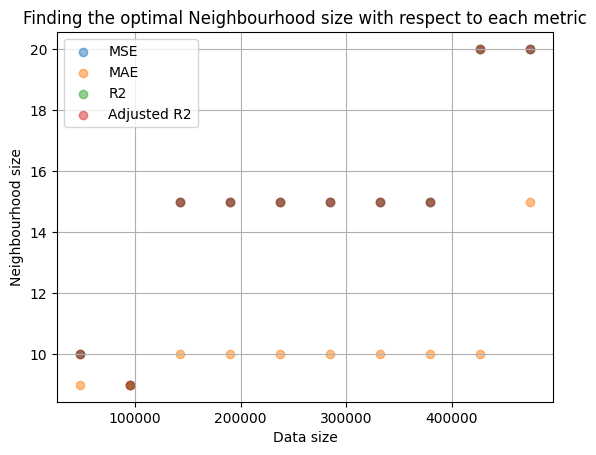 Finding the optimal Neighbourhood size with respect to each metric
MSE
MAE
R2
Adjusted R2
Neighbourhood size
20
18
16
14
12
10
100000 200000 300000 400000
Data size